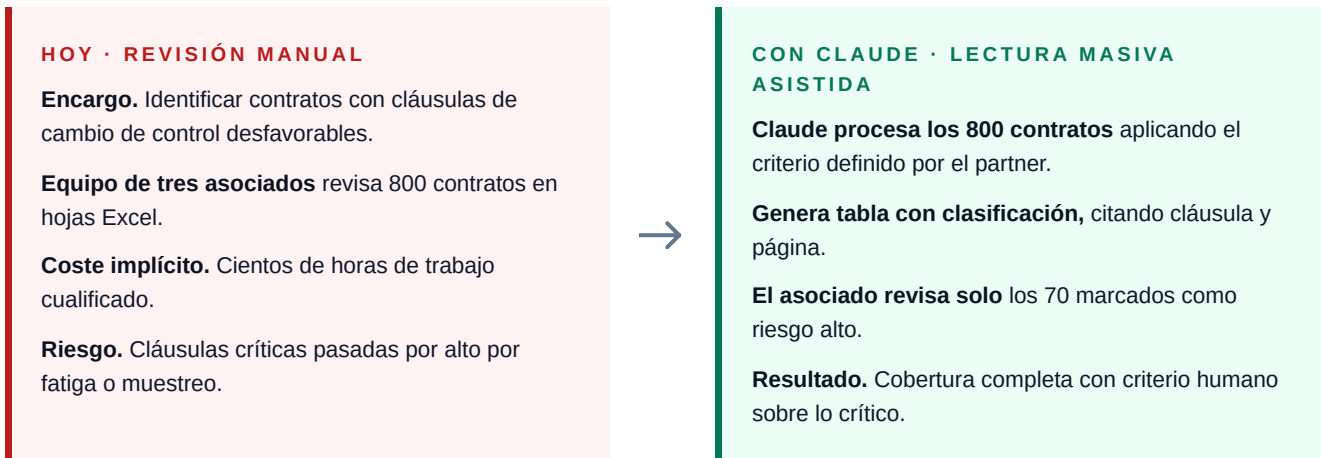 HOY · REVISIÓN MANUAL
Encargo. Identificar contratos con cláusulas de
cambio de control desfavorables.
Equipo de tres asociados revisa 800 contratos en
hojas Excel.
Coste implícito. Cientos de horas de trabajo
cualificado.
Riesgo. Cláusulas críticas pasadas por alto por
fatiga o muestreo.
→
CON CLAUDE · LECTURA MASIVA
ASISTIDA
Claude procesa los 800 contratos aplicando el
criterio definido por el partner.
Genera tabla con clasificación, citando cláusula y
página.
El asociado revisa solo los 70 marcados como
riesgo alto.
Resultado. Cobertura completa con criterio humano
sobre lo crítico.